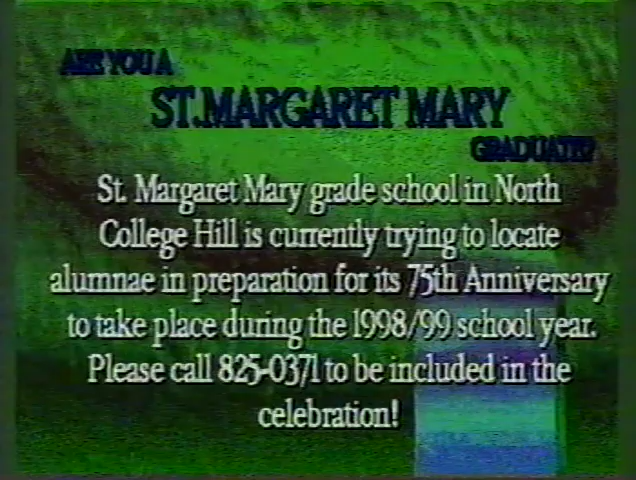 ARE YOU A
ST. MARGARET MARY
GRADUATE?
St. Margaret Mary grade school in North
College Hill is currently trying to locate
alumnae in preparation for its 75th Anniversary
to take place during the 1998/99 school year.
Please call 825-0371 to be included in the
celebration!